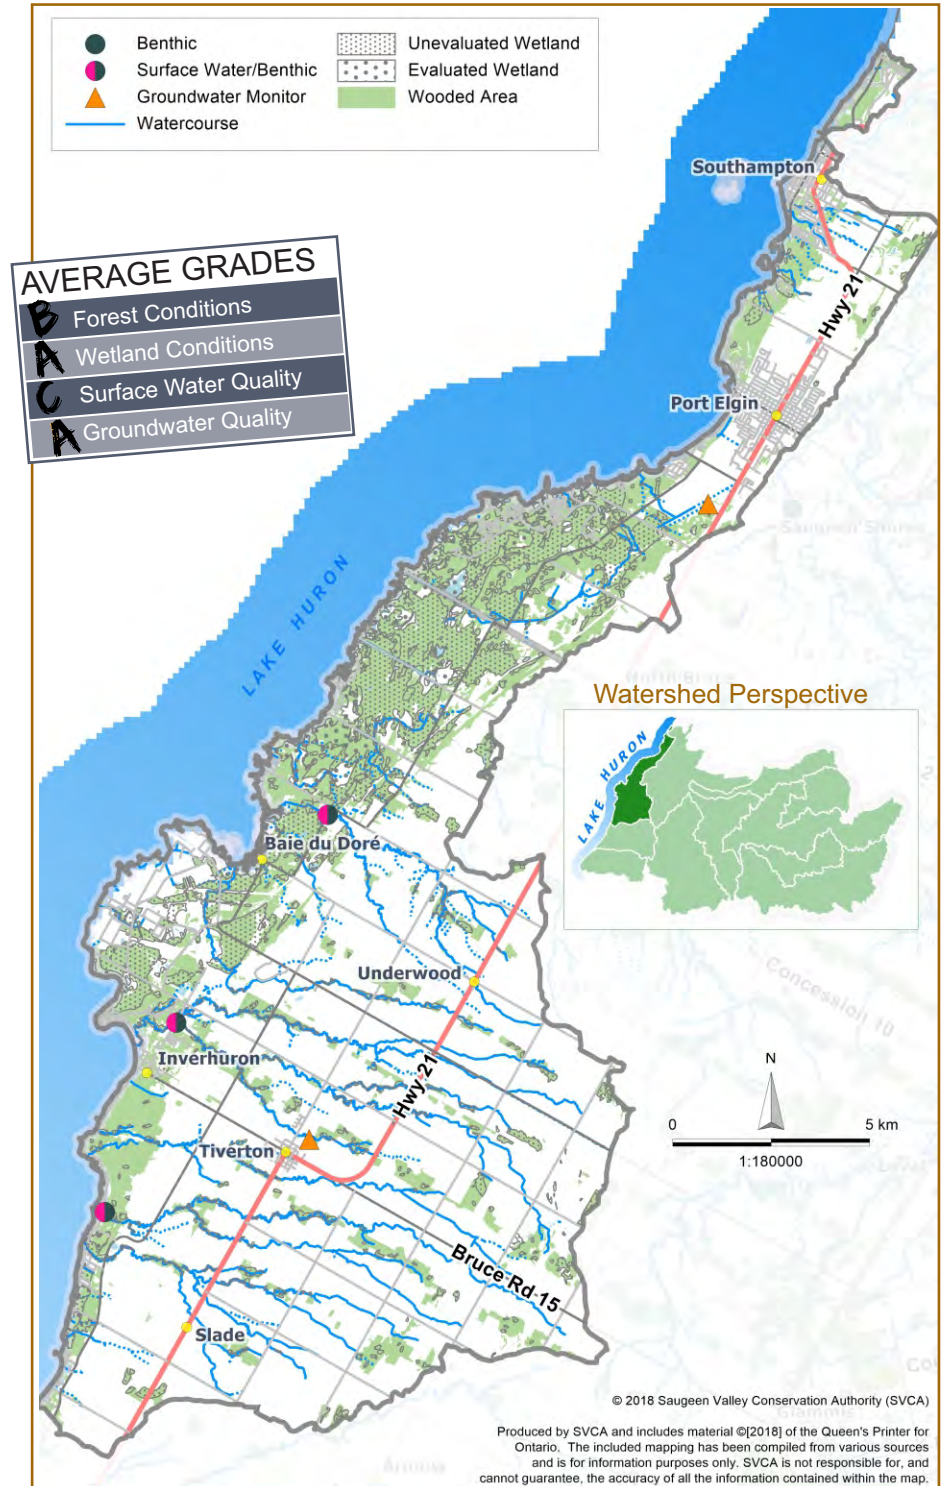 Benthic
Surface Water/Benthic
Groundwater Monitor
Watercourse
Unevaluated Wetland
Evaluated Wetland
Wooded Area
Southampton
AVERAGE GRADES
B Forest Conditions
A Wetland Conditions
C Surface Water Quality
A Groundwater Quality
Hwy 21
Port Elgin
Saugeen Shores
LAKE HURON
North Bruce
Watershed Perspective
LAKE HURON
Baie du Doré
Underwood
Concession 10
Inverhuron
Hwy 21
N
0 5 km
1:180000
Tiverton
Bruce Rd 15
Slade
© 2018 Saugeen Valley Conservation Authority (SVCA)
Glammis
Produced by SVCA and includes material ©[2018] of the Queen's Printer for
Ontario. The included mapping has been compiled from various sources
and is for information purposes only. SVCA is not responsible for, and
cannot guarantee, the accuracy of all the information contained within the map.
Armow